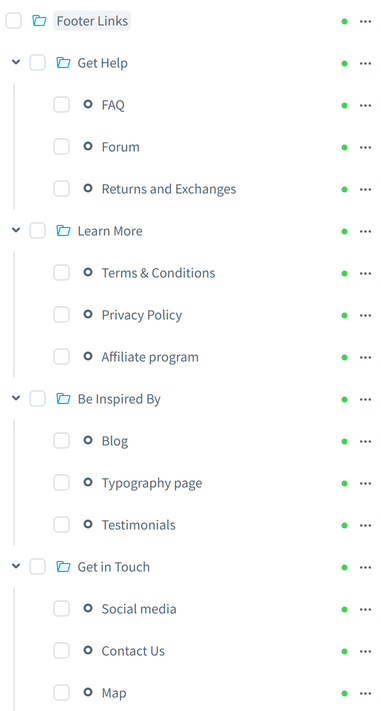 Footer Links
Get Help
FAQ
Forum
Returns and Exchanges
Learn More
Terms & Conditions
Privacy Policy
Affiliate program
Be Inspired By
Blog
Typography page
Testimonials
Get in Touch
Social media
Contact Us
Map